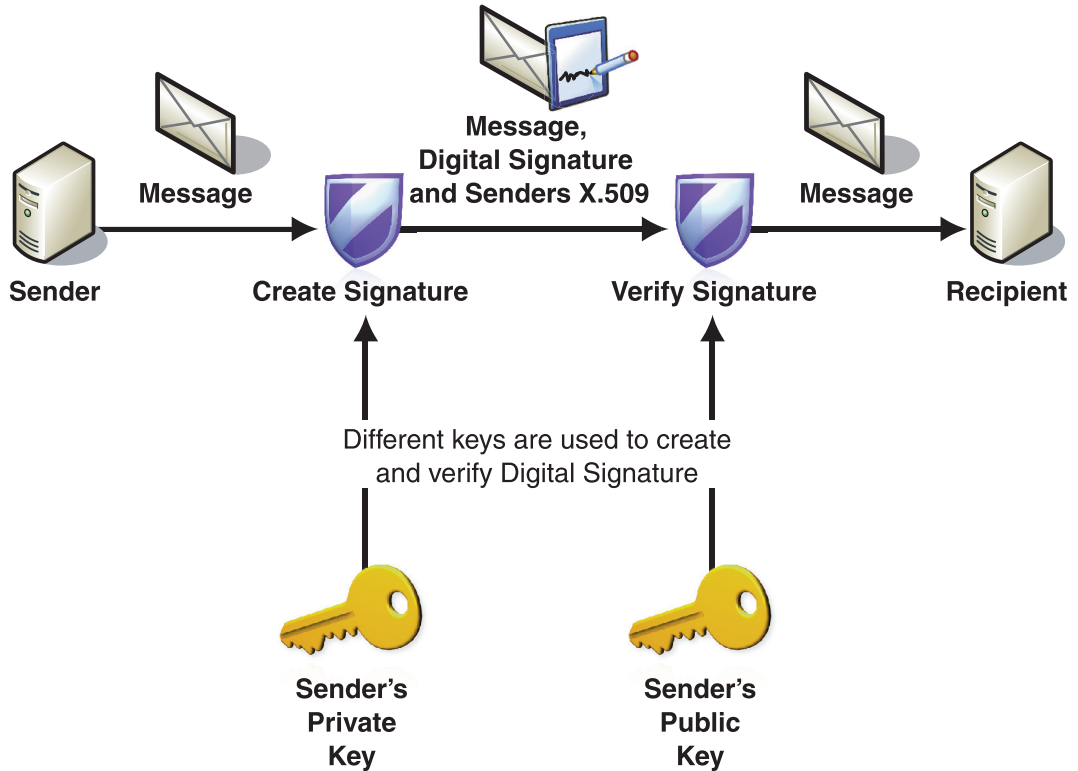 Message,
Digital Signature
and Senders X.509
Message
Message
Sender
Create Signature
Verify Signature
Recipient
Different keys are used to create
and verify Digital Signature
Sender's
Private
Key
Sender's
Public
Key